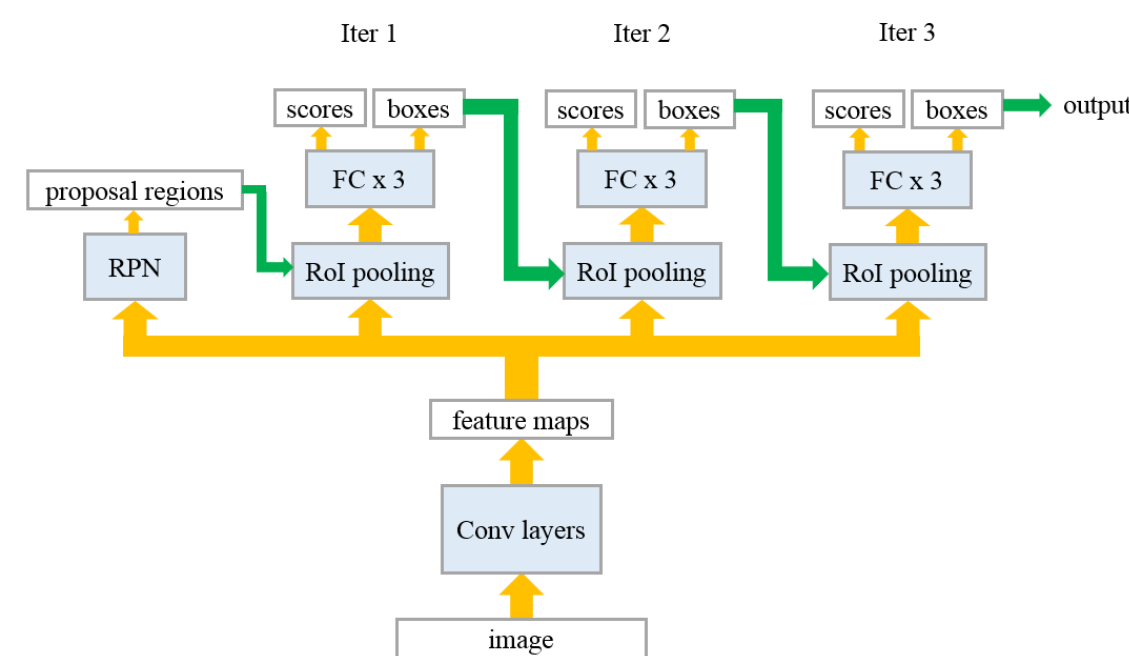 Iter 1
Iter 2
Iter 3
scores
boxes
scores
boxes
scores
boxes
output
FC x 3
FC x 3
FC x 3
proposal regions
RPN
RoI pooling
RoI pooling
RoI pooling
feature maps
Conv layers
image